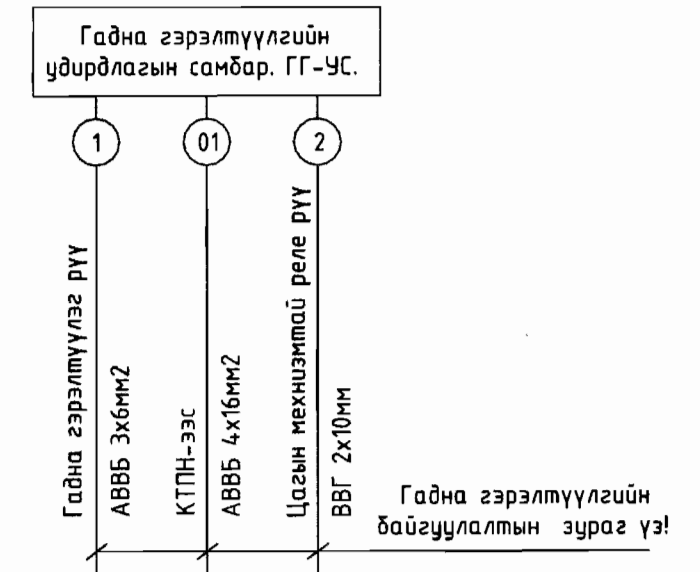 Гадна гэрэлтүүлгийн
удирдлагын самбар. ГГ-УС.
1
01
2
Гадна гэрэлтүүлэг рүү
АВВБ 3х6мм2
КТПН-ээс
АВВБ 4х16мм2
Цагын мехнизмтай реле рүү
ВВГ 2х10мм
Гадна гэрэлтүүлгийн
байгуулалтын зураг үз!